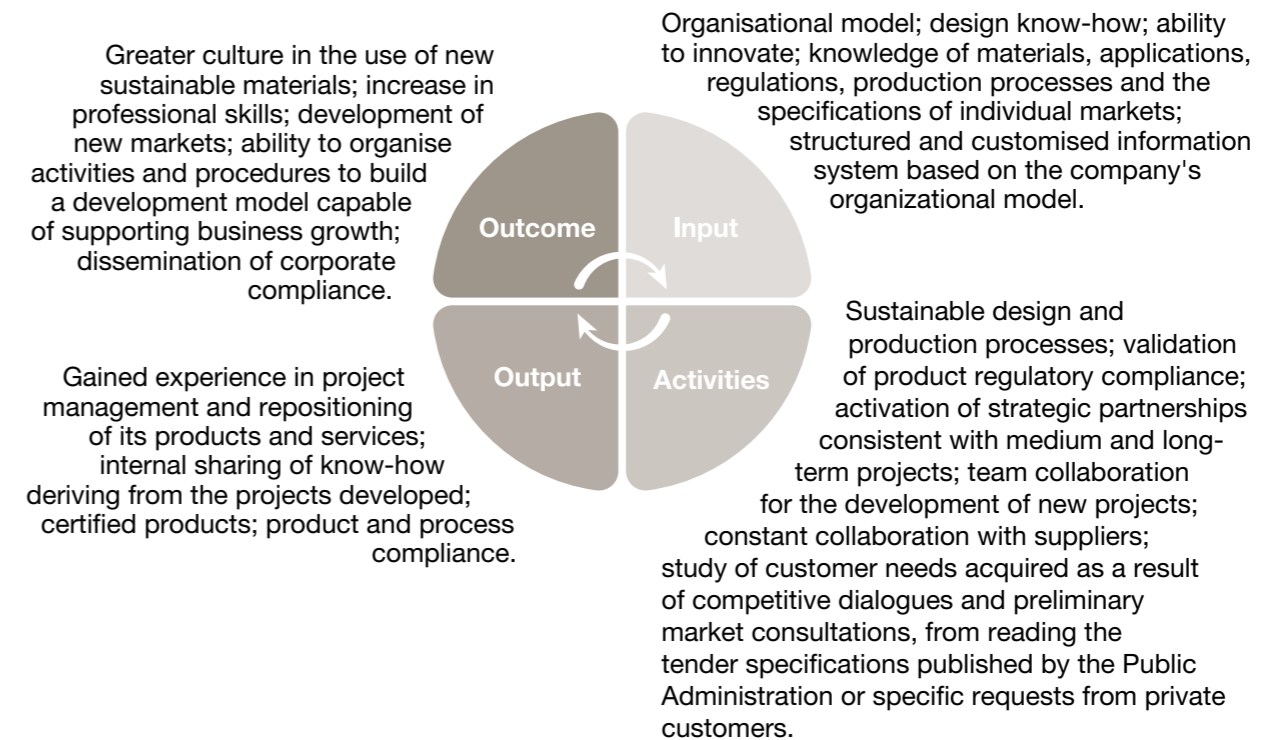 Greater culture in the use of new
sustainable materials; increase in
professional skills; development of
new markets; ability to organise
activities and procedures to build
a development model capable
of supporting business growth;
dissemination of corporate
compliance.
Organisational model; design know-how; ability
to innovate; knowledge of materials, applications,
regulations, production processes and the
specifications of individual markets;
structured and customised information
system based on the company's
organizational model.
Outcome
Input
Output
Activities
Gained experience in project
management and repositioning
of its products and services;
internal sharing of know-how
deriving from the projects developed;
certified products; product and process
compliance.
Sustainable design and
production processes; validation
of product regulatory compliance;
activation of strategic partnerships
consistent with medium and long-
term projects; team collaboration
for the development of new projects;
constant collaboration with suppliers;
study of customer needs acquired as a result
of competitive dialogues and preliminary
market consultations, from reading the
tender specifications published by the Public
Administration or specific requests from private
customers.